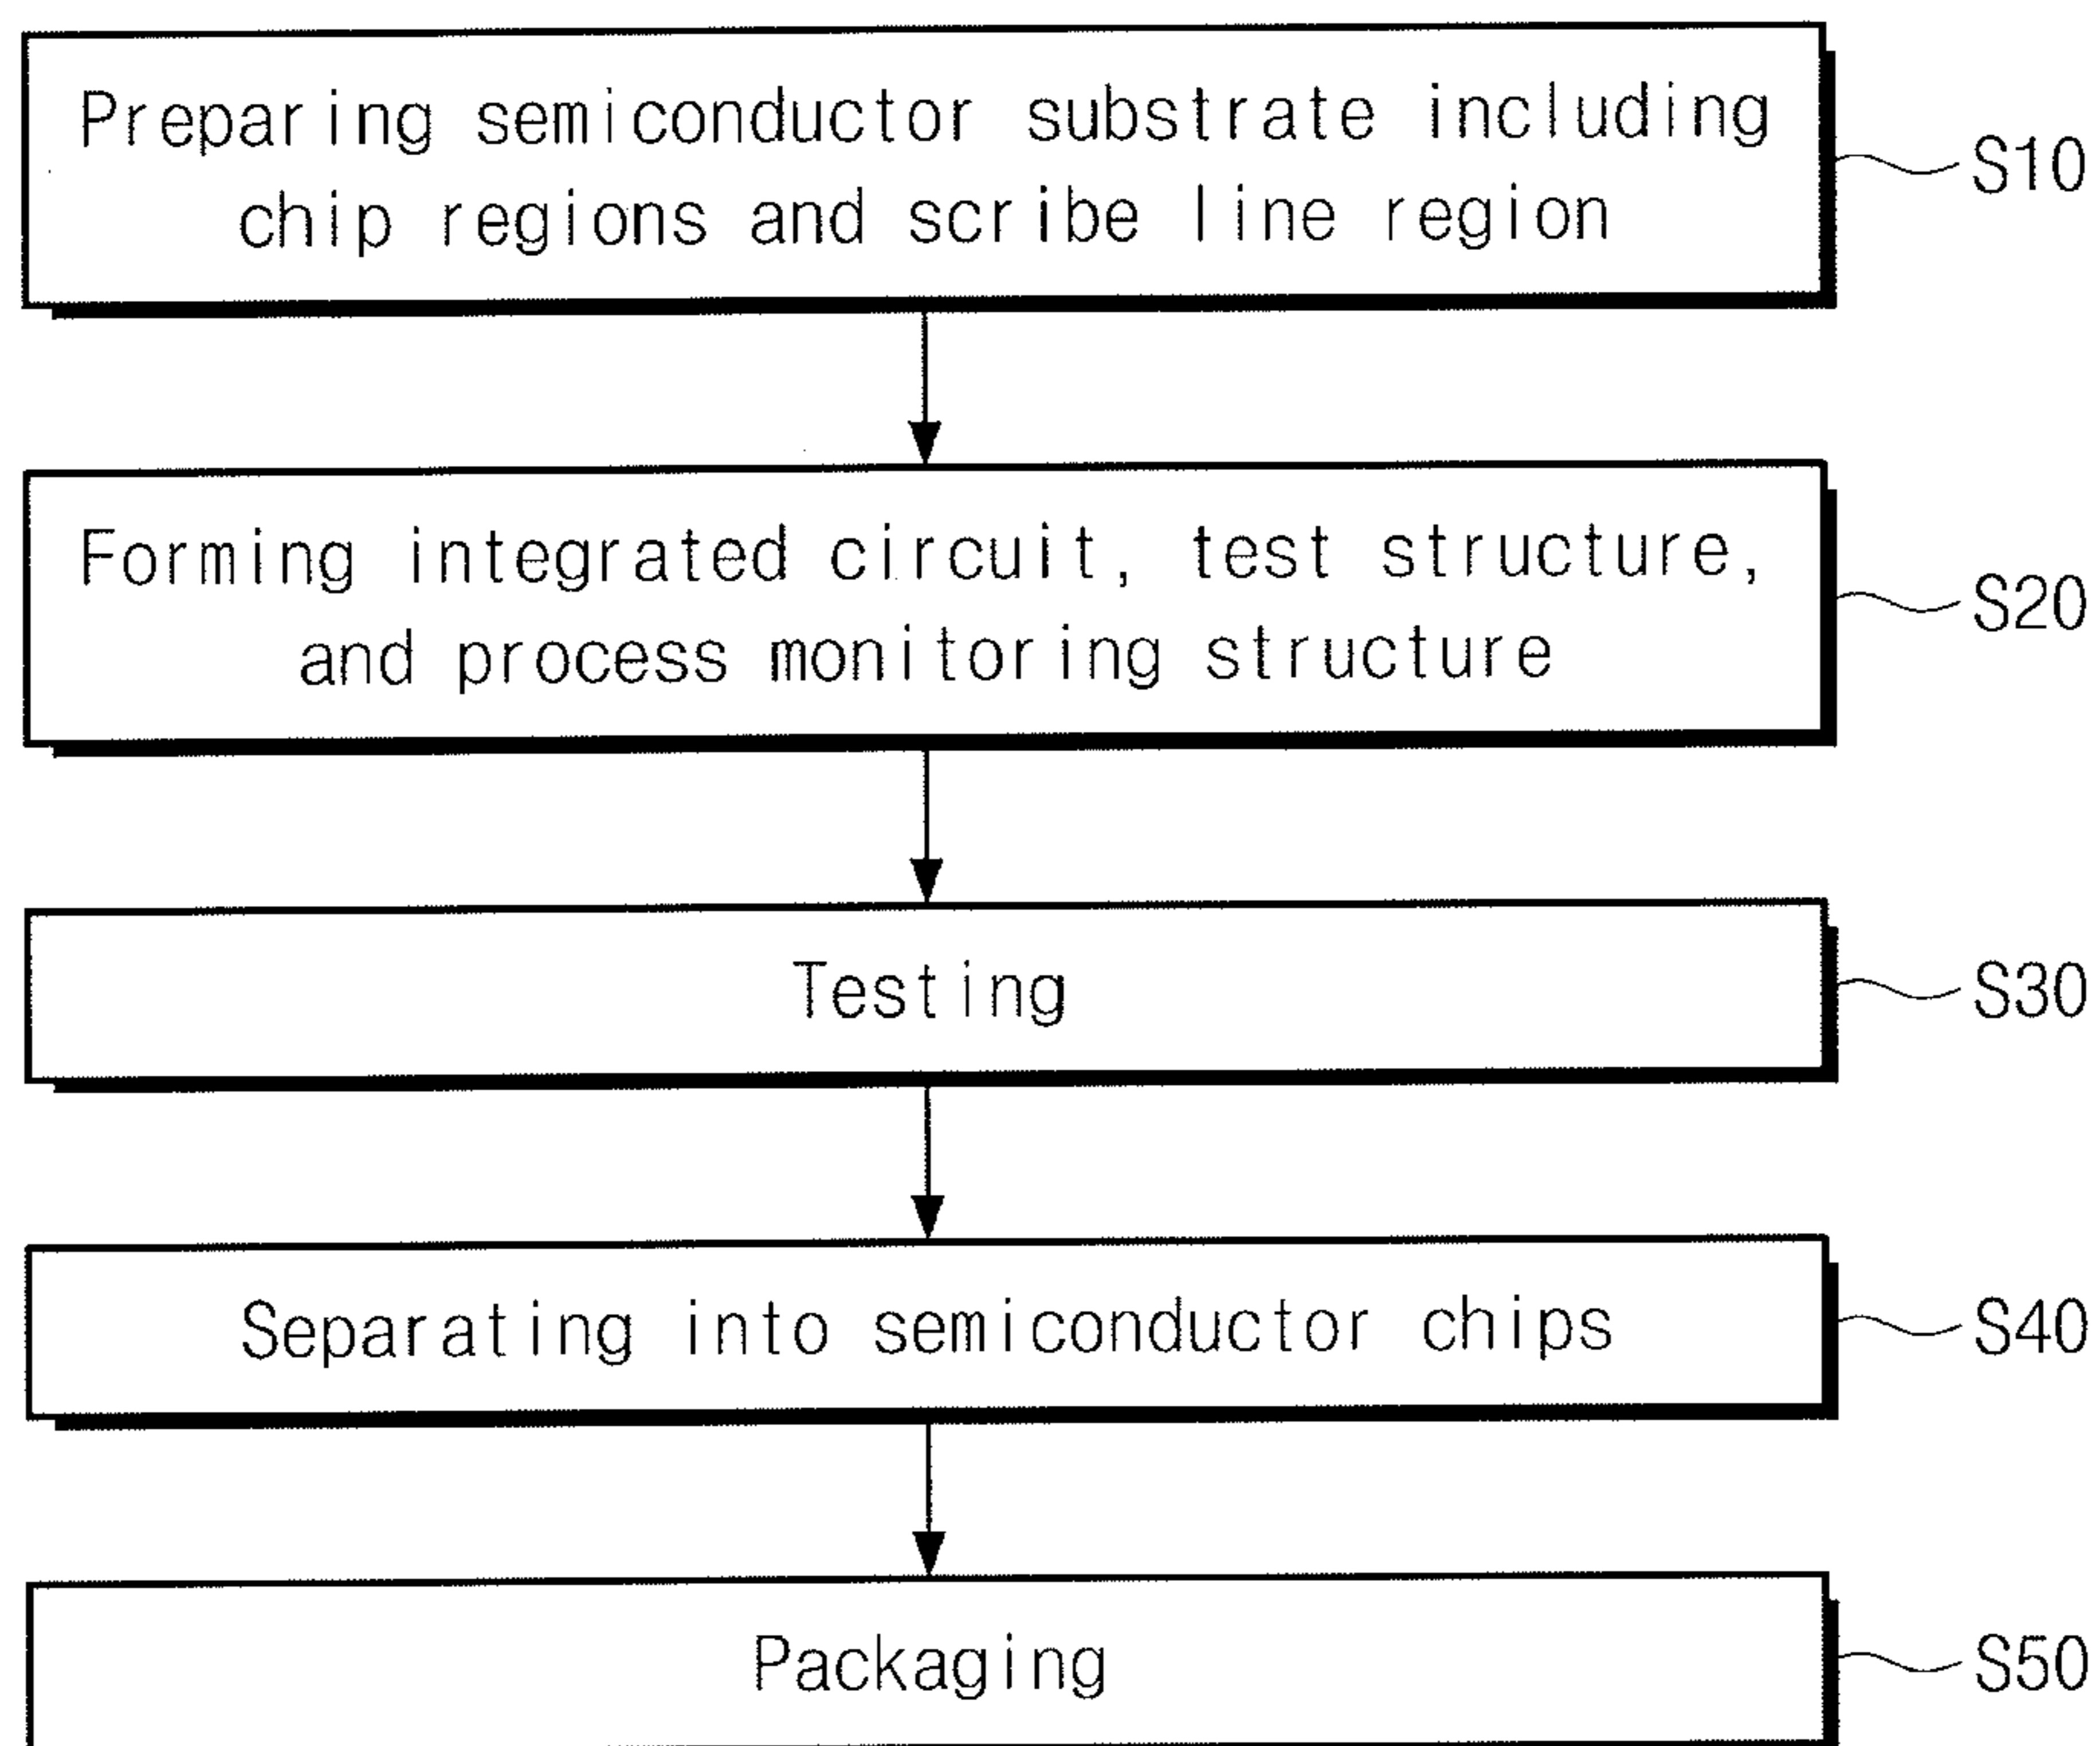 Preparing semiconductor substrate including
chip regions and scribe line region
S10
Forming integrated circuit, test structure,
and process monitoring structure
S20
Testing
S30
Separating into semiconductor chips
S40
Packaging
S50